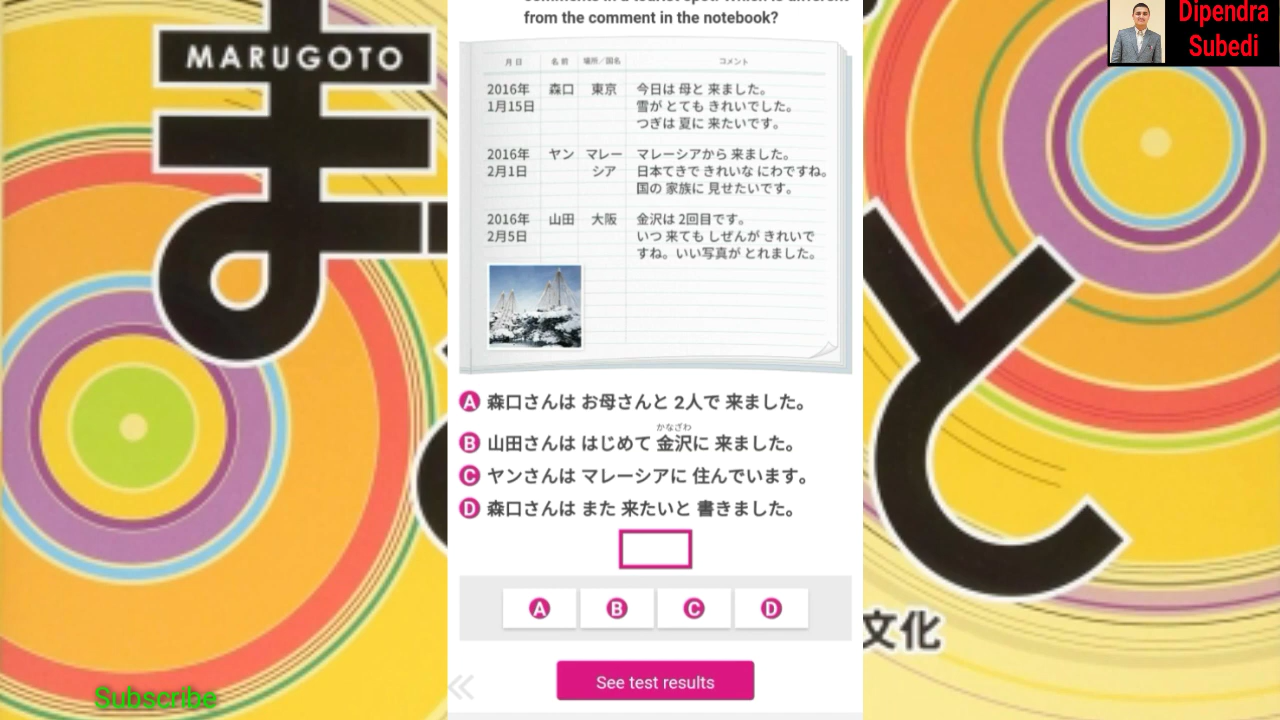 MARUGOTO
from the comment in the notebook?
月日 名前 場所／国名 コメント
2016年 森口 東京 今日は 母と 来ました。
1月15日 雪が とても きれいでした。
つぎは 夏に 来たいです。
2016年 ヤン マレー マレーシアから 来ました。
2月1日 シア 日本てきで きれいな にわですね。
国の 家族に 見せたいです。
2016年 山田 大阪 金沢は 2回目です。
2月5日 いつ 来ても しぜんが きれいで
すね。いい写真が とれました。
A 森口さんは お母さんと 2人で 来ました。
かなざわ
B 山田さんは はじめて 金沢に 来ました。
C ヤンさんは マレーシアに 住んでいます。
D 森口さんは また 来たいと 書きました。
A B C D
See test results
Subscribe
Dipendra
Subedi
ま
と
文化